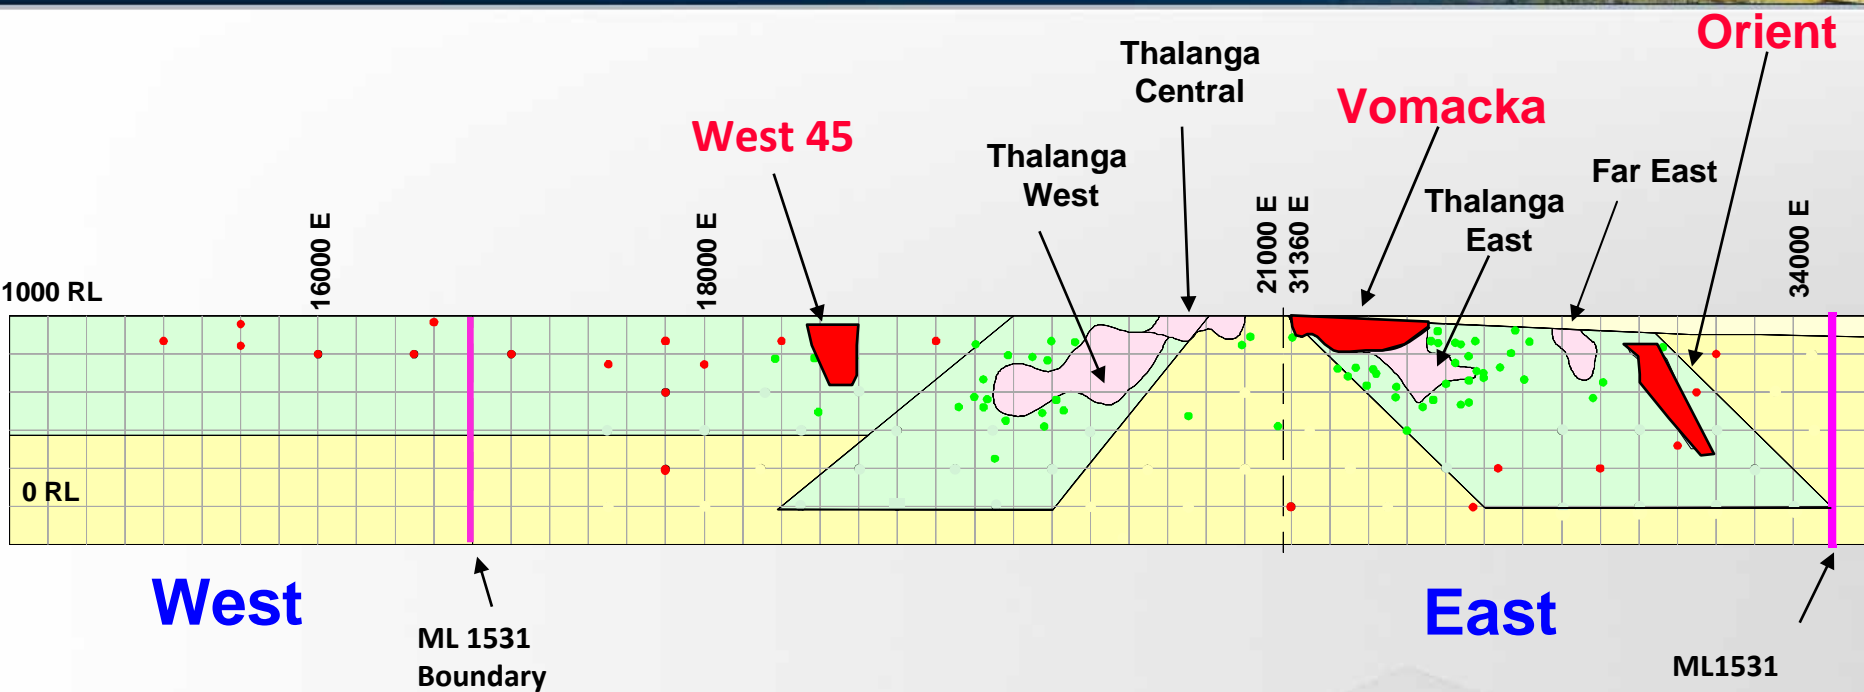 Orient
Thalanga
Central
Vomacka
West 45
Thalanga
West
Far East
Thalanga
East
16000 E
18000 E
21000 E
31360 E
34000 E
1000 RL
0 RL
West
East
ML 1531
Boundary
ML1531